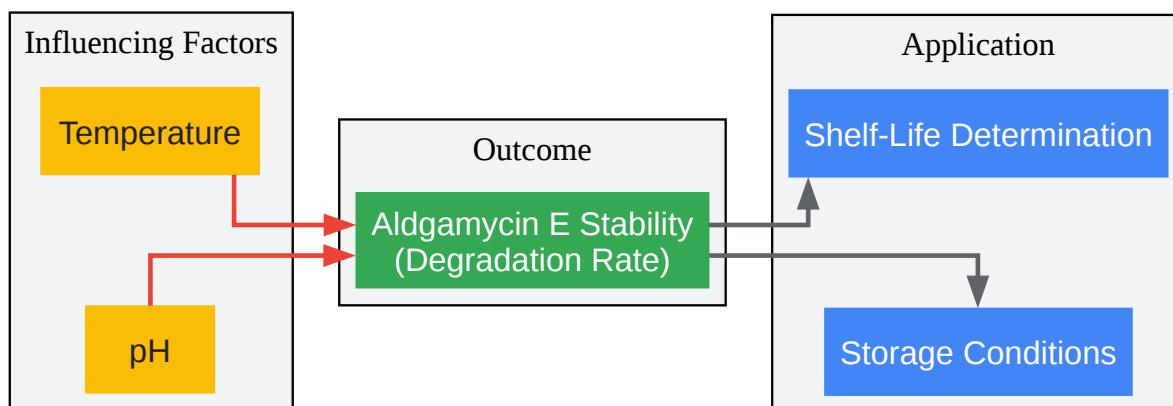 Influencing Factors
Temperature
pH
Outcome
Aldgamycin E Stability
(Degradation Rate)
Application
Shelf-Life Determination
Storage Conditions